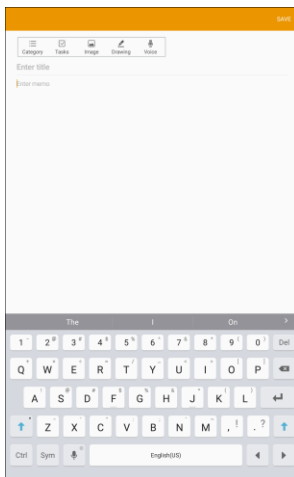 SAVE
Category Tasks Image Drawing Voice
Enter title
Enter memo.
The I On >
1 2 @ 3 # 4 5 % 6 7 & 8 * 9 ( 0 ) Del
Q W E R T Y U I O P
A S @ D # F G H J K L
Z X C V B N M , ! . ?
Ctrl Sym English(US)